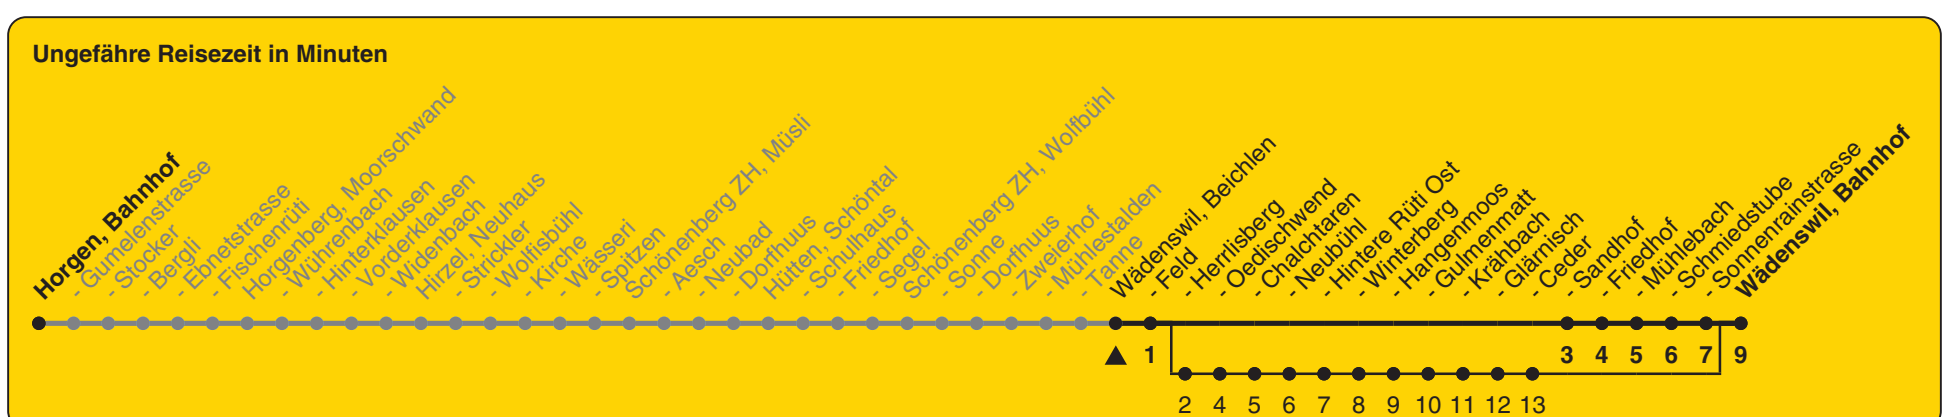 Ungefähre Reisezeit in Minuten
Horgen, Bahnhof
- Gumelenstrasse
- Stocker
- Bergli
- Ebnetstrasse
- Fischenrüti
Horgenberg, Moorschwand
- Wührenbach
- Hinterklausen
- Vorderklausen
- Widenbach
Hirzel, Neuhaus
- Strickler
- Wolfisbühl
- Kirche
- Wässeri
- Spitzen
Schönenberg ZH, Müsli
- Aesch
- Neubad
- Dorfhuus
Hütten, Schöntal
- Schulhaus
- Friedhof
- Segel
Schönenberg ZH, Wolfbühl
- Sonne
- Dorfhuus
- Zweierhof
- Mühlestalden
- Tanne
Wädenswil, Beichlen
- Feld
- Herrlisberg
- Oedischwend
- Chalchtaren
- Neubühl
- Hintere Rüti Ost
- Winterberg
- Hangenmoos
- Gulmenmatt
- Krähbach
- Glärnisch
- Ceder
- Sandhof
- Friedhof
- Mühlebach
- Schmiedstube
- Sonnenrainstrasse
Wädenswil, Bahnhof
1 3 4 5 6 7 9
2 4 5 6 7 8 9 10 11 12 13